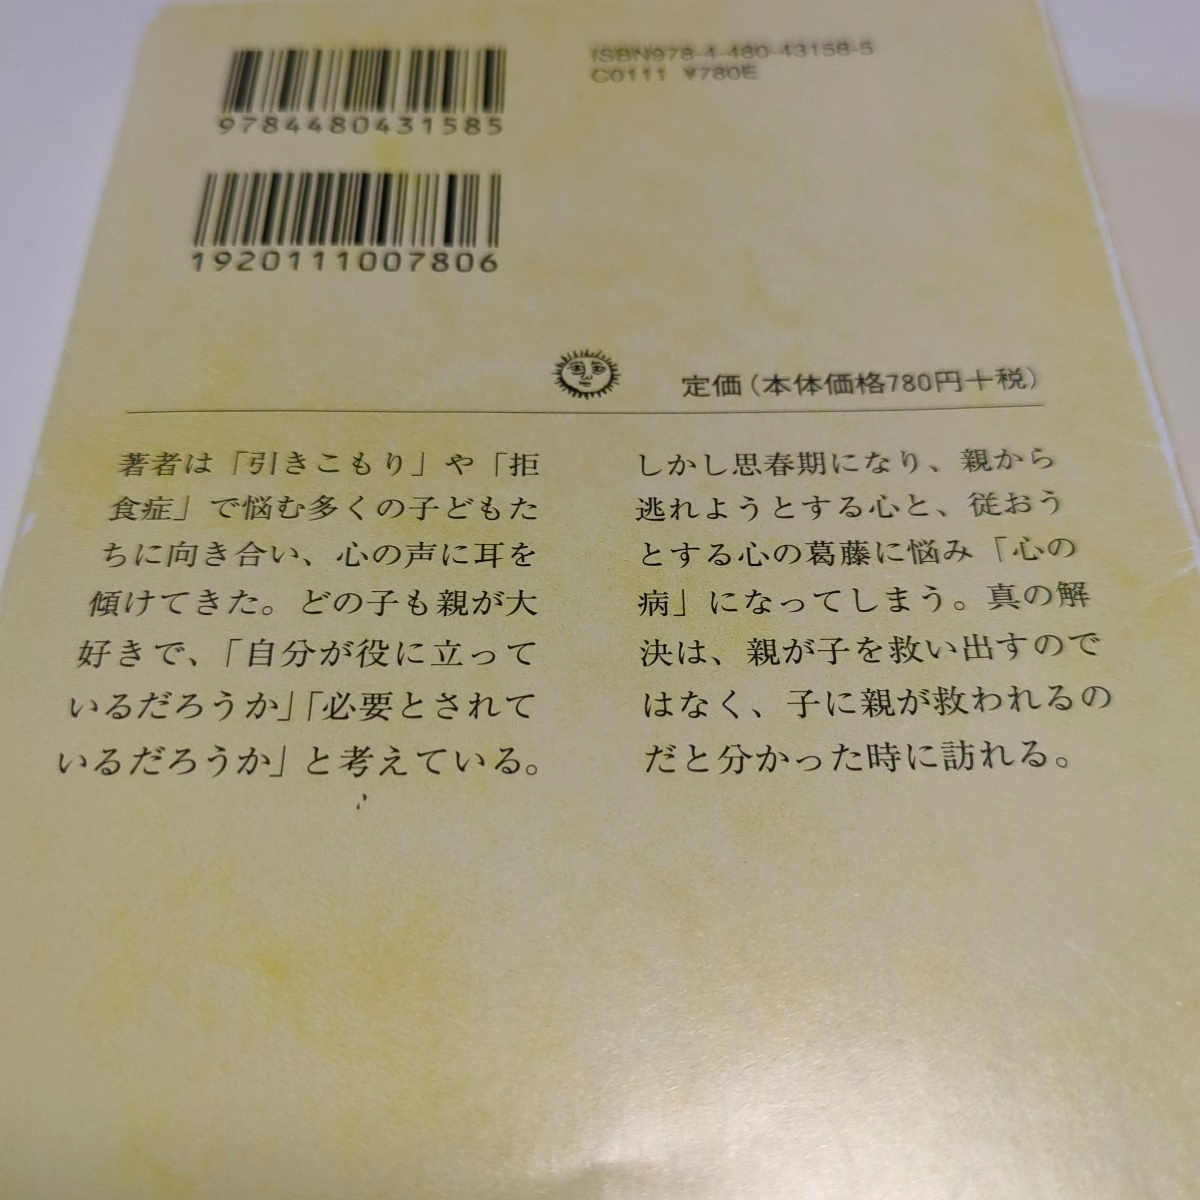 9784480431585
1920111007806
ISBN978-4-480-43158-5
C0111 ¥780E
定価(本体価格780円＋税)
著者は「引きこもり」や「拒
食症」で悩む多くの子どもた
ちに向き合い、心の声に耳を
傾けてきた。どの子も親が大
好きで、「自分が役に立って
いるだろうか」「必要とされて
いるだろうか」と考えている。
しかし思春期になり、親から
逃れようとする心と、従おう
とする心の葛藤に悩み「心の
病」になってしまう。真の解
決は、親が子を救い出すので
はなく、子に親が救われるの
だと分かった時に訪れる。